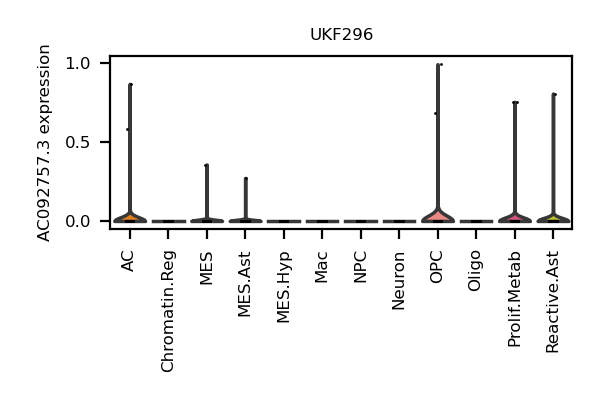 UKF296
AC092757.3 expression
1.0
0.5
0.0
AC
Chromatin.Reg
MES
MES.Ast
MES.Hyp
Mac
NPC
Neuron
OPC
Oligo
Prolif.Metab
Reactive.Ast